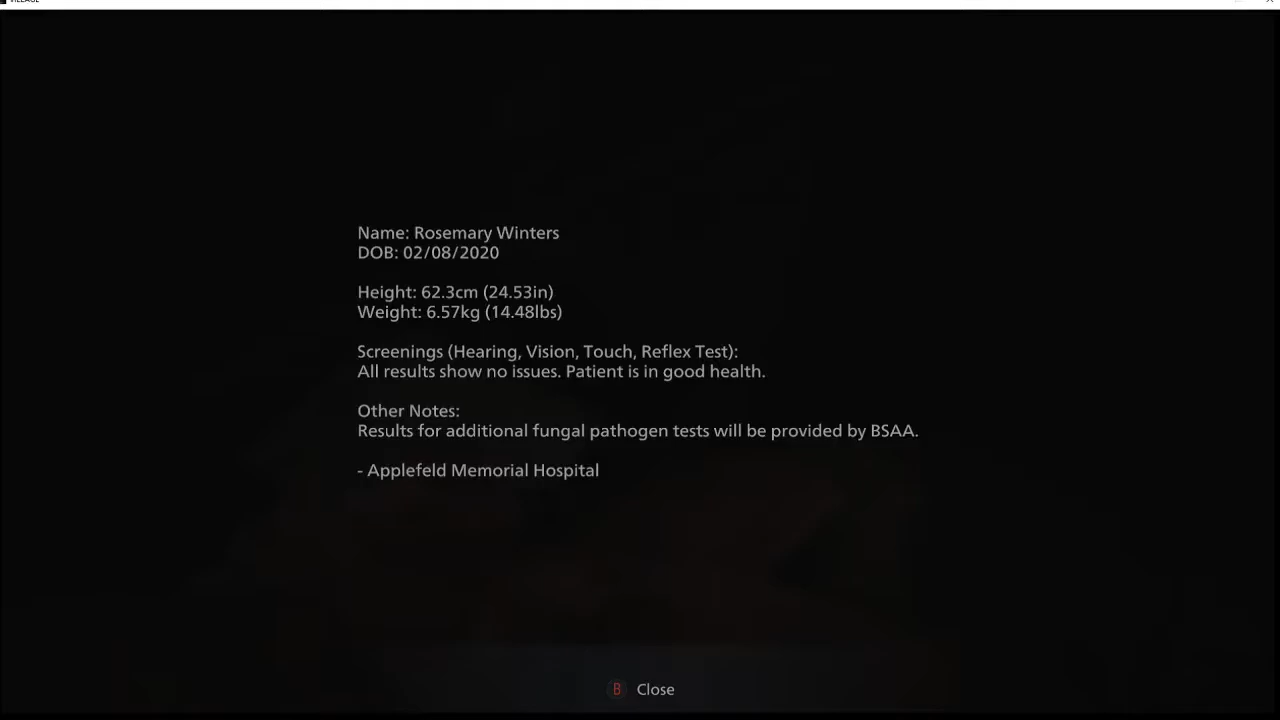 VILLAGE
Name: Rosemary Winters
DOB: 02/08/2020
Height: 62.3cm (24.53in)
Weight: 6.57kg (14.48lbs)
Screenings (Hearing, Vision, Touch, Reflex Test):
All results show no issues. Patient is in good health.
Other Notes:
Results for additional fungal pathogen tests will be provided by BSAA.
- Applefeld Memorial Hospital
B Close